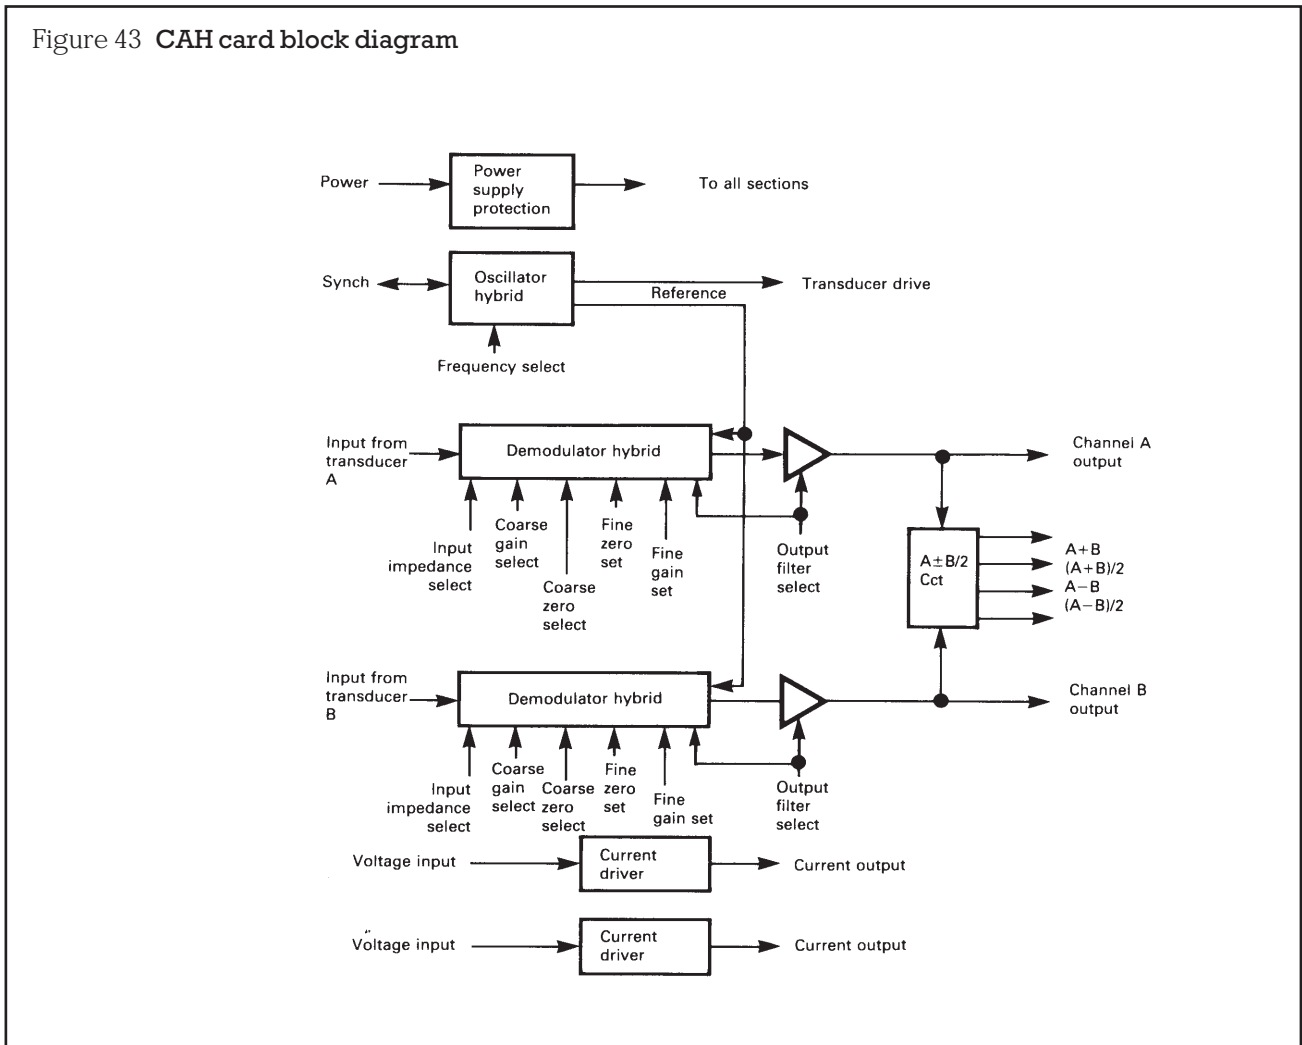 Figure 43 CAH card block diagram
Power
Power
supply
protection
To all sections
Synch
Oscillator
hybrid
Transducer drive
Reference
Frequency select
Input from
transducer
A
Demodulator hybrid
Channel A
output
Input
impedance
select
Coarse
gain
select
Coarse
zero
select
Fine
zero
set
Fine
gain
set
Output
filter
select
A±B/2
Cct
A+B
(A+B)/2
A−B
(A−B)/2
Input from
transducer
B
Demodulator hybrid
Channel B
output
Input
impedance
select
Coarse
gain
select
Coarse
zero
select
Fine
zero
set
Fine
gain set
Output
filter
select
Voltage input
Current
driver
Current output
Voltage input
Current
driver
Current output